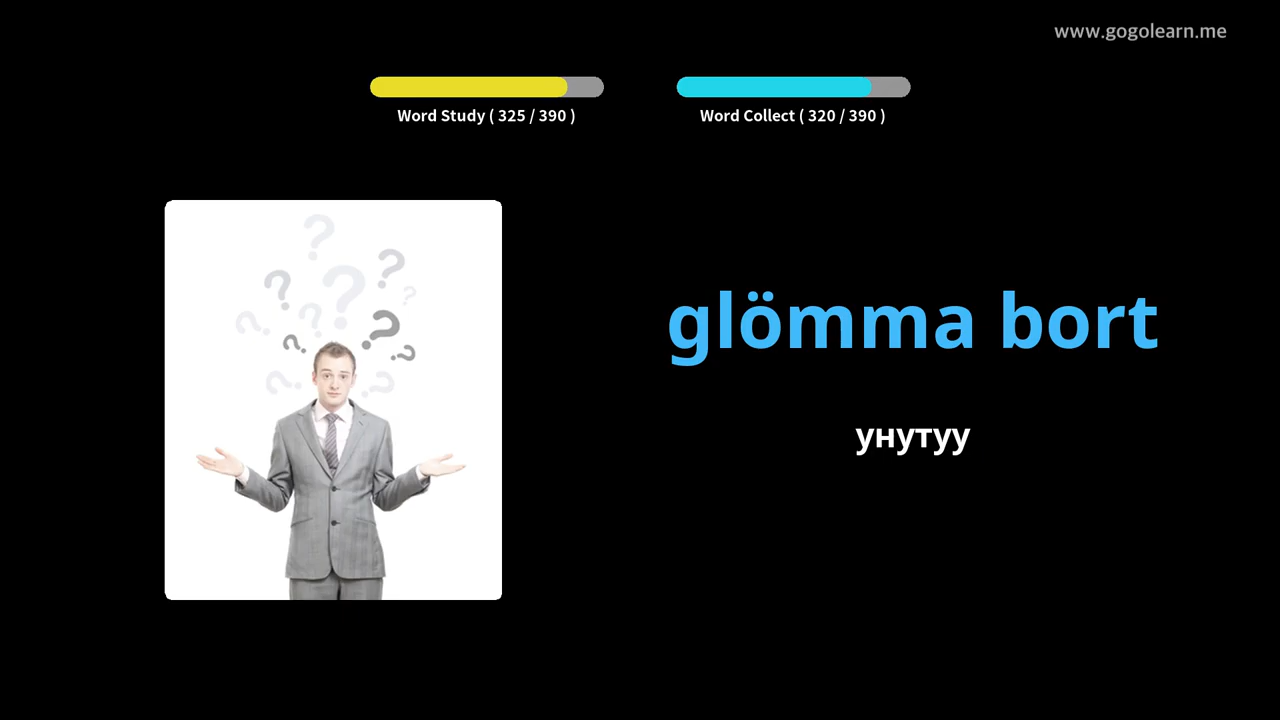 www.gogolearn.me
Word Study ( 325 / 390 )
Word Collect ( 320 / 390 )
glömma bort
унутуу